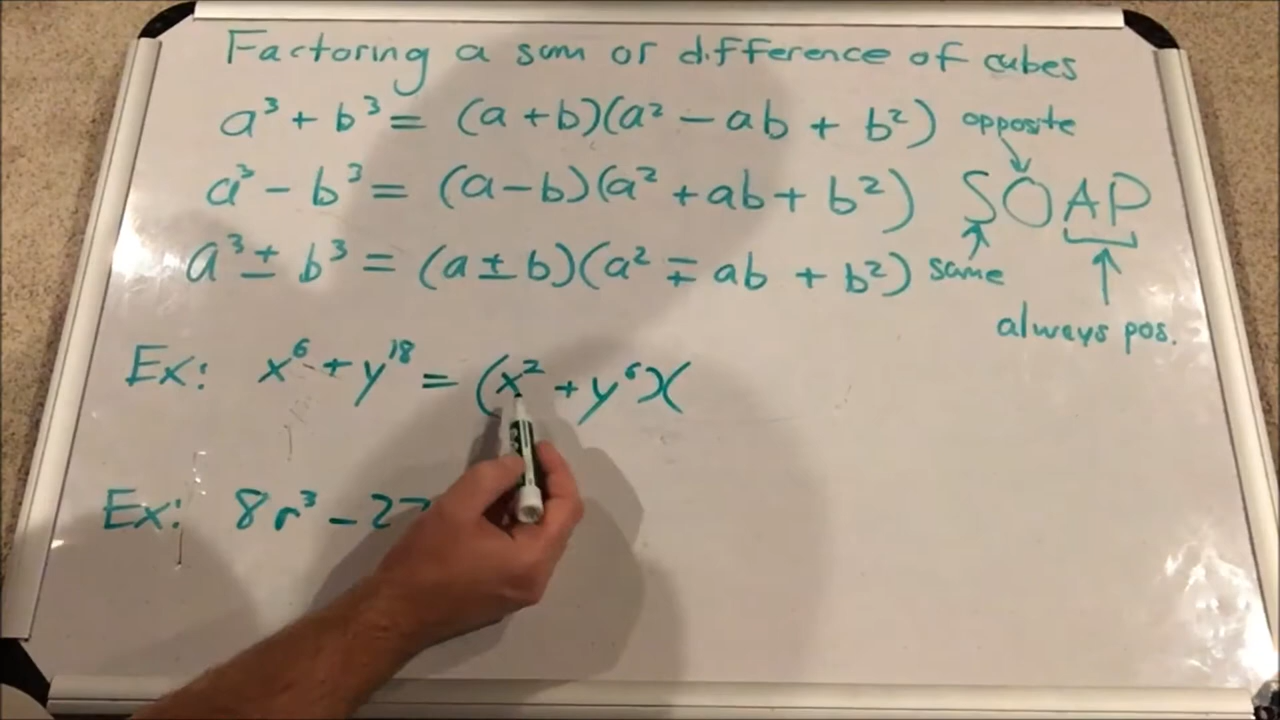 Factoring a sum or difference of cubes
a³ + b³ = (a + b)(a² − ab + b²) opposite
a³ − b³ = (a − b)(a² + ab + b²) SOAP
a³ ± b³ = (a ± b)(a² ∓ ab + b²) same
always pos.
Ex: x⁶ + y¹⁸ = (x² + y⁶)(
Ex: 8r³ − 27